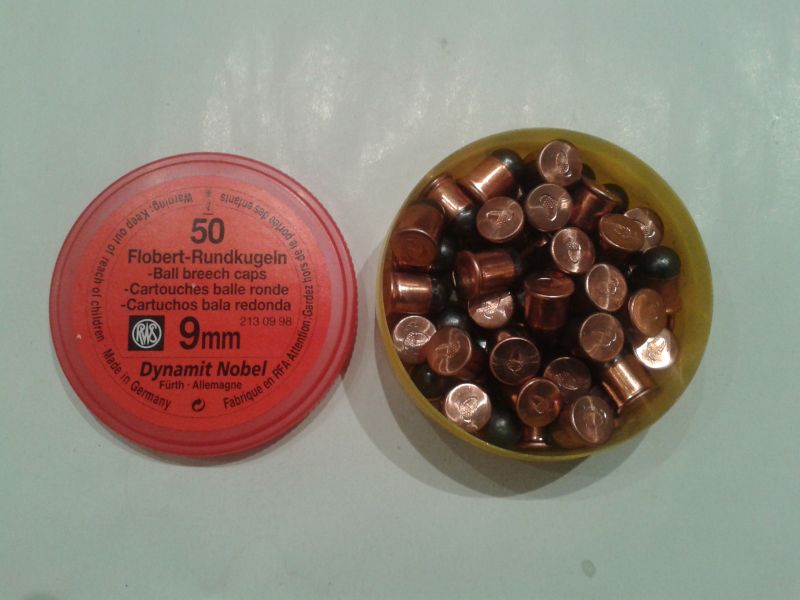 50
Flobert-Rundkugeln
-Ball breech caps
-Cartouches balle ronde
-Cartuchos bala redonda
213 09 98
RWS 9mm
Dynamit Nobel
Fürth - Allemagne
Warning: Keep out of reach of children
Made in Germany
Fabrique en RFA
Attention: Gardez hors de le portée des enfants